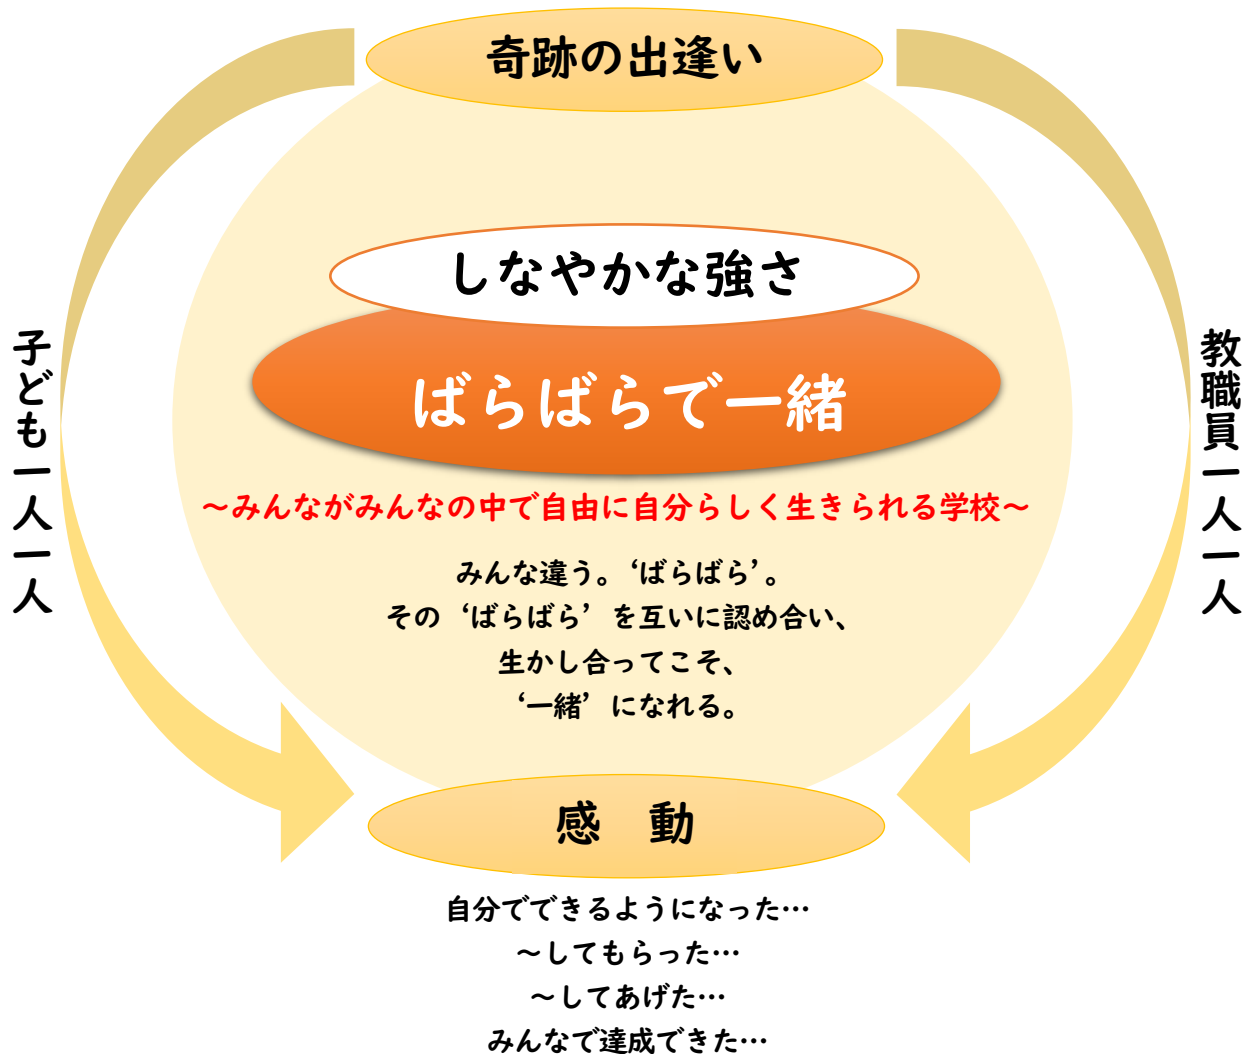 奇跡の出逢い
しなやかな強さ
ばらばらで一緒
～みんながみんなの中で自由に自分らしく生きられる学校～
みんな違う。‘ばらばら’。
その‘ばらばら’を互いに認め合い、
生かし合ってこそ、
‘一緒’になれる。
子ども一人一人
教職員一人一人
感　動
自分でできるようになった…
～してもらった…
～してあげた…
みんなで達成できた…